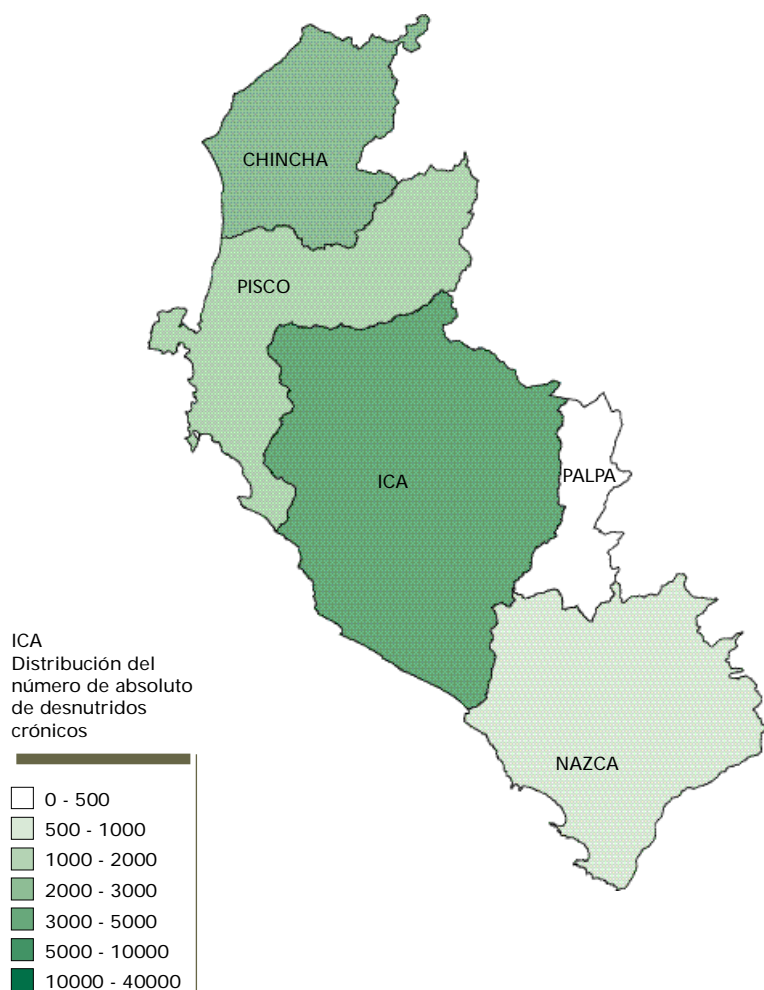 CHINCHA
PISCO
ICA
PALPA
NAZCA
ICA
Distribución del
número de absoluto
de desnutridos
crónicos
0 - 500
500 - 1000
1000 - 2000
2000 - 3000
3000 - 5000
5000 - 10000
10000 - 40000